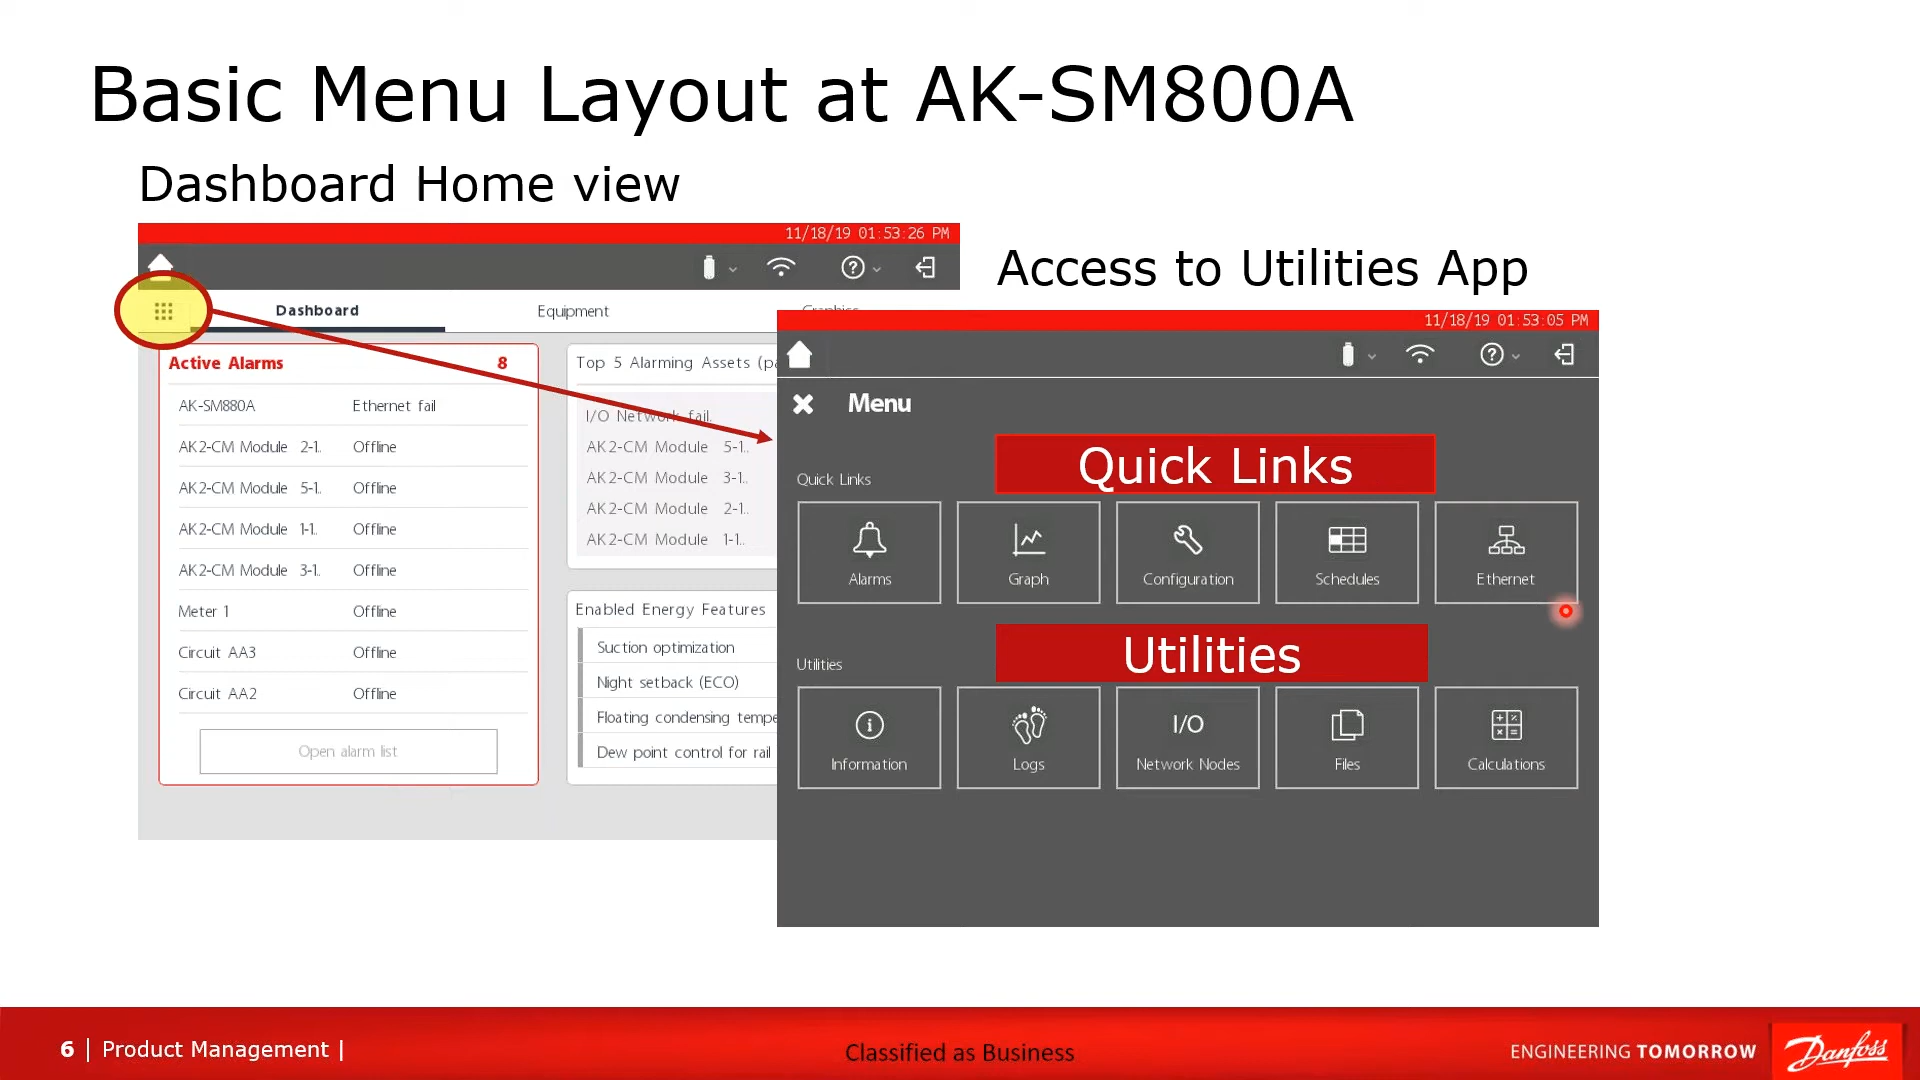 Basic Menu Layout at AK-SM800A
Dashboard Home view
11/18/19 01:53:26 PM
Dashboard
Equipment
Active Alarms 8
AK-SM880A Ethernet fail
AK2-CM Module 2-1.. Offline
AK2-CM Module 5-1.. Offline
AK2-CM Module 1-1.. Offline
AK2-CM Module 3-1.. Offline
Meter 1 Offline
Circuit AA3 Offline
Circuit AA2 Offline
Open alarm list
Top 5 Alarming Assets (pa
I/O Network fail.
AK2-CM Module 5-1..
AK2-CM Module 3-1..
AK2-CM Module 2-1..
AK2-CM Module 1-1..
Enabled Energy Features
Suction optimization
Night setback (ECO)
Floating condensing tempe
Dew point control for rail
Access to Utilities App
11/18/19 01:53:05 PM
Menu
Quick Links
Quick Links
Alarms
Graph
Configuration
Schedules
Ethernet
Utilities
Utilities
Information
Logs
I/O
Network Nodes
Files
Calculations
6 | Product Management |
Classified as Business
ENGINEERING TOMORROW
Danfoss